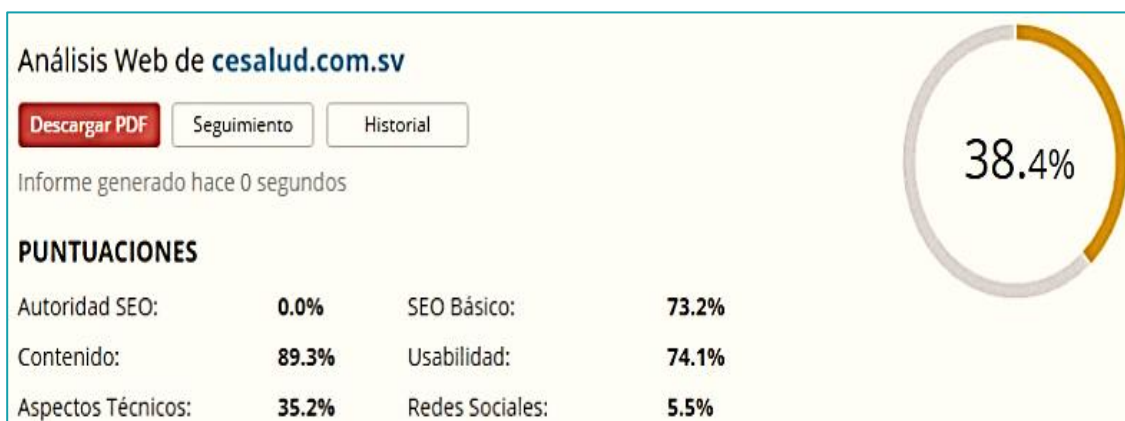 Análisis Web de cesalud.com.sv
Descargar PDF Seguimiento Historial
Informe generado hace 0 segundos
38.4%
PUNTUACIONES
Autoridad SEO: 0.0% SEO Básico: 73.2%
Contenido: 89.3% Usabilidad: 74.1%
Aspectos Técnicos: 35.2% Redes Sociales: 5.5%